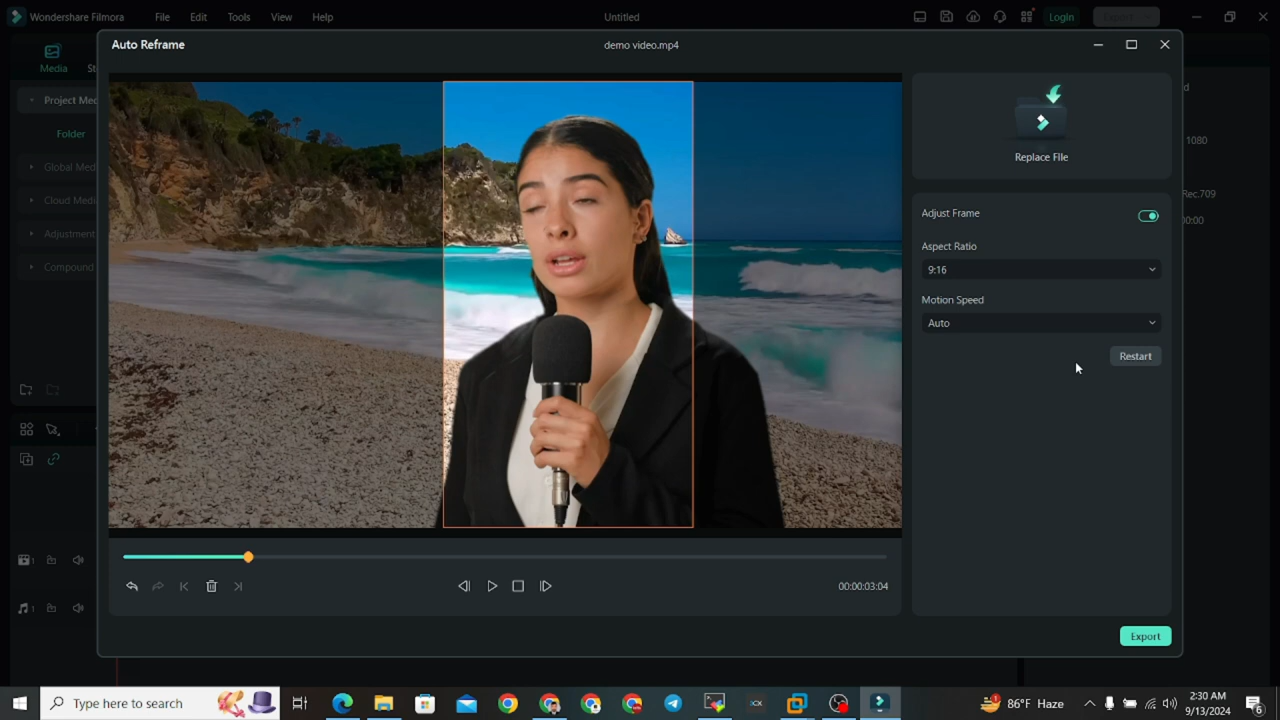 Wondershare Filmora File Edit Tools View Help Untitled Login Export
Auto Reframe demo video.mp4
Media
Project Med
Folder
Global Med
Cloud Medi
Adjustment
Compound
Replace File
1080
Rec.709
00:00
Adjust Frame
Aspect Ratio
9:16
Motion Speed
Auto
Restart
00:00:03:04
Export
Type here to search
86°F Haze
2:30 AM
9/13/2024
6